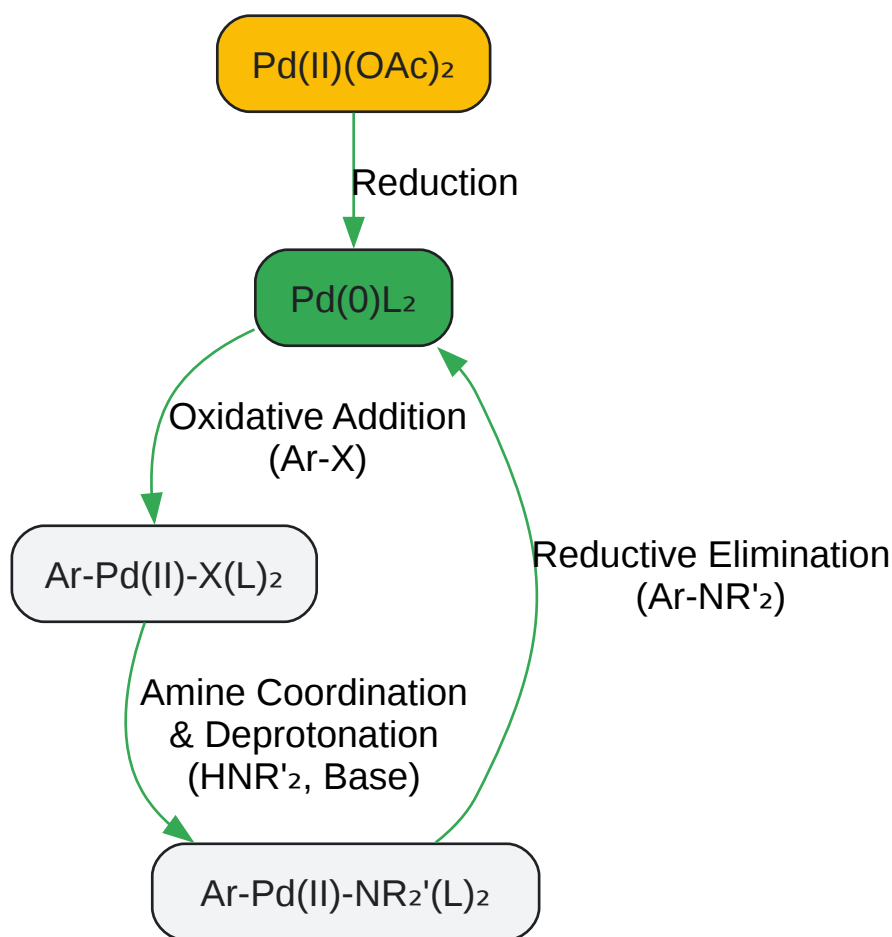 Pd(II)(OAc)₂
Reduction
Pd(0)L₂
Oxidative Addition
(Ar-X)
Ar-Pd(II)-X(L)₂
Reductive Elimination
(Ar-NR'₂)
Amine Coordination
& Deprotonation
(HNR'₂, Base)
Ar-Pd(II)-NR₂'(L)₂